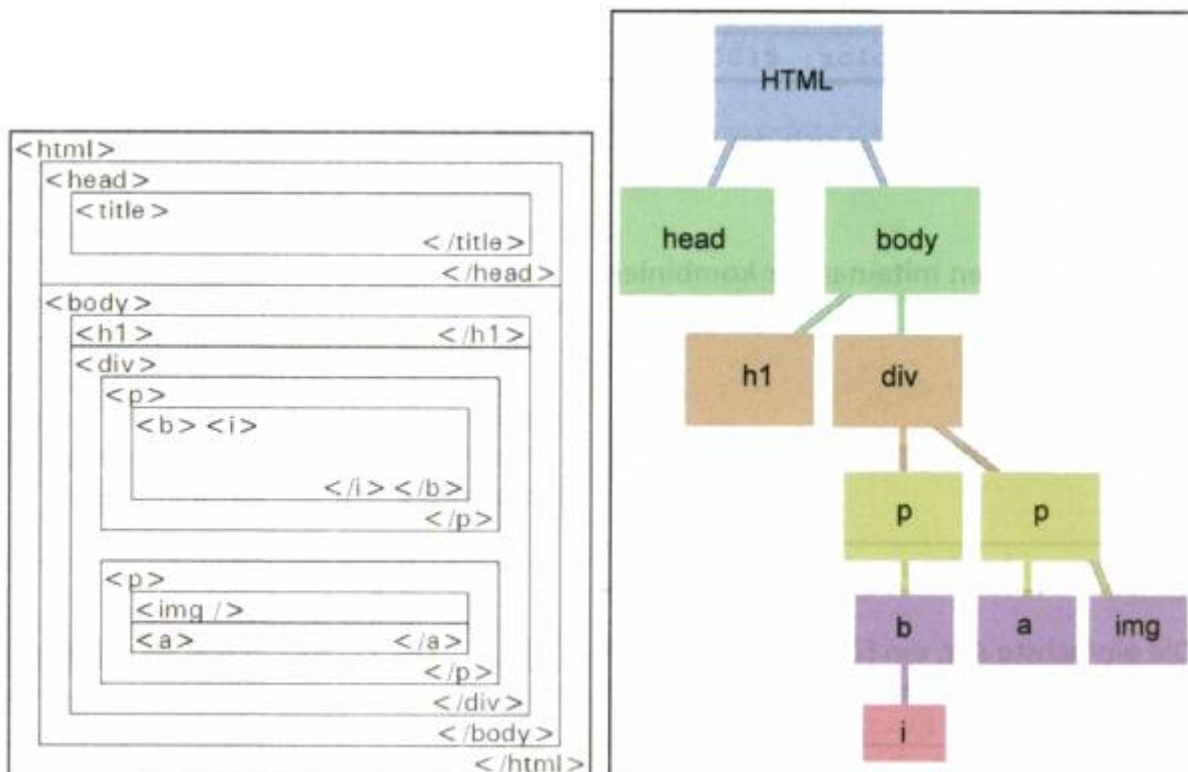 <html>
<head>
<title>
</title>
</head>
<body>
<h1> </h1>
<div>
<p>
<b> <i>
</i> </b>
</p>
<p>
<img />
<a> </a>
</p>
</div>
</body>
</html>
HTML
head body
h1 div
p p
b a img
i